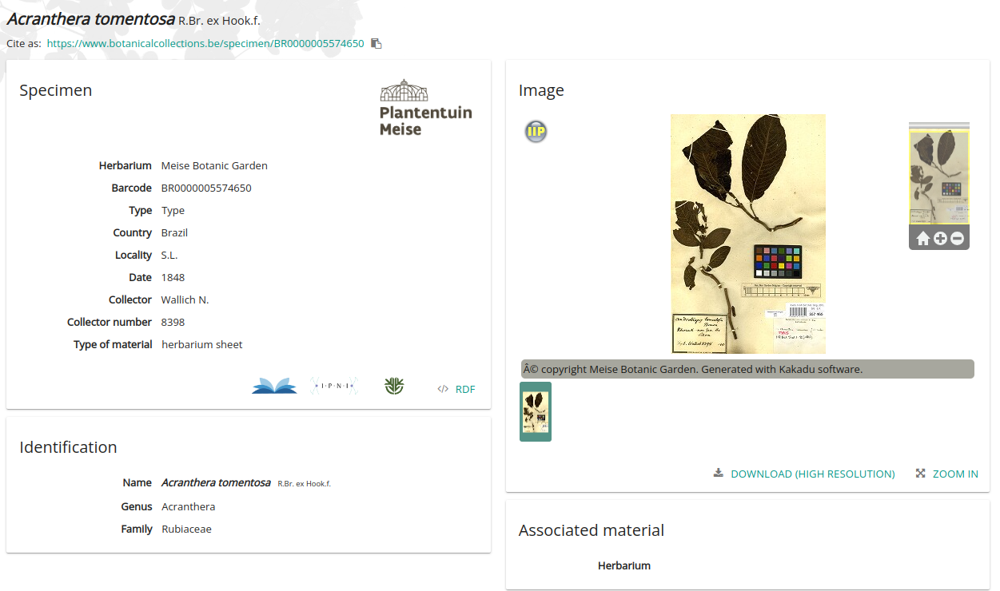 Acranthera tomentosa R.Br. ex Hook.f.
Cite as: https://www.botanicalcollections.be/specimen/BR0000005574650
Specimen
Plantentuin
Meise
Herbarium Meise Botanic Garden
Barcode BR0000005574650
Type Type
Country Brazil
Locality S.L.
Date 1848
Collector Wallich N.
Collector number 8398
Type of material herbarium sheet
I·P·N·I
</> RDF
Identification
Name Acranthera tomentosa R.Br. ex Hook.f.
Genus Acranthera
Family Rubiaceae
Image
IIP
557 465
TYPUS
Â© copyright Meise Botanic Garden. Generated with Kakadu software.
DOWNLOAD (HIGH RESOLUTION)
ZOOM IN
Associated material
Herbarium